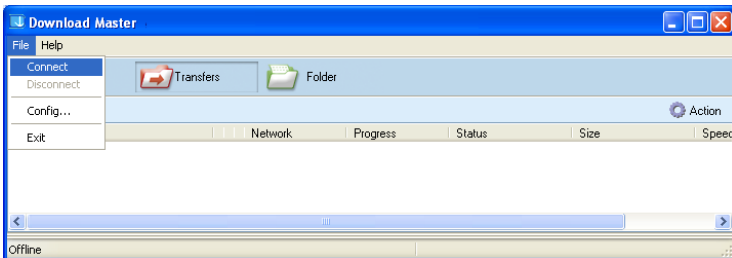 Download Master
File Help
Connect
Disconnect
Config...
Exit
Transfers Folder
Action
Network Progress Status Size Speed
Offline